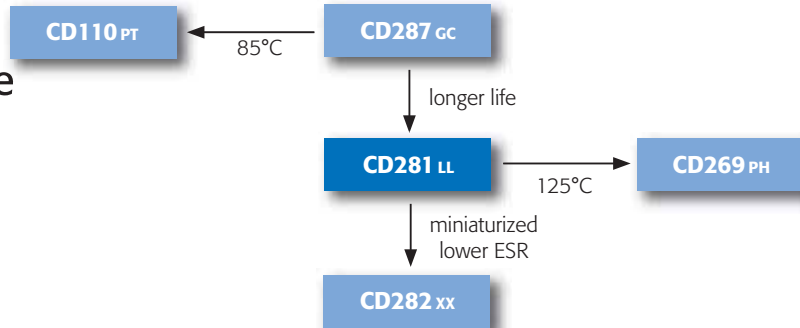 CD110 PT
85°C
CD287 GC
e
longer life
CD281 LL
125°C
CD269 PH
miniaturized
lower ESR
CD282 XX